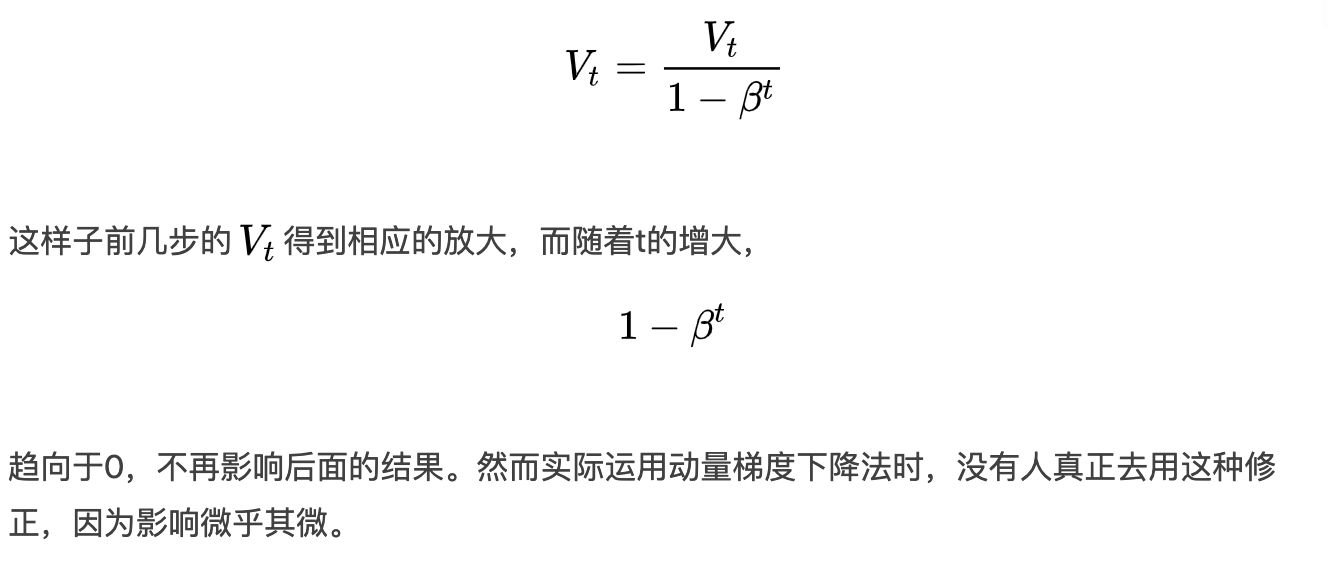 V_t = \frac{V_t}{1 - β^t}
这样子前几步的 V_t 得到相应的放大，而随着t的增大，
1 − β^t
趋向于0，不再影响后面的结果。然而实际运用动量梯度下降法时，没有人真正去用这种修
正，因为影响微乎其微。